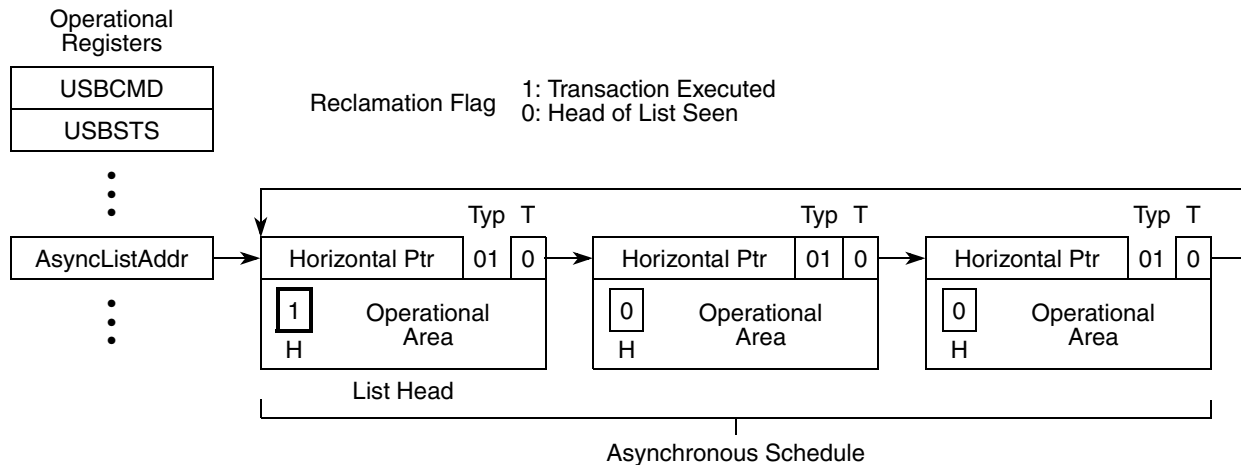 Operational
Registers
USBCMD
USBSTS
Reclamation Flag
1: Transaction Executed
0: Head of List Seen
AsyncListAddr
Typ T
Horizontal Ptr 01 0
1
H
Operational
Area
List Head
Typ T
Horizontal Ptr 01 0
0
H
Operational
Area
Typ T
Horizontal Ptr 01 0
0
H
Operational
Area
Asynchronous Schedule